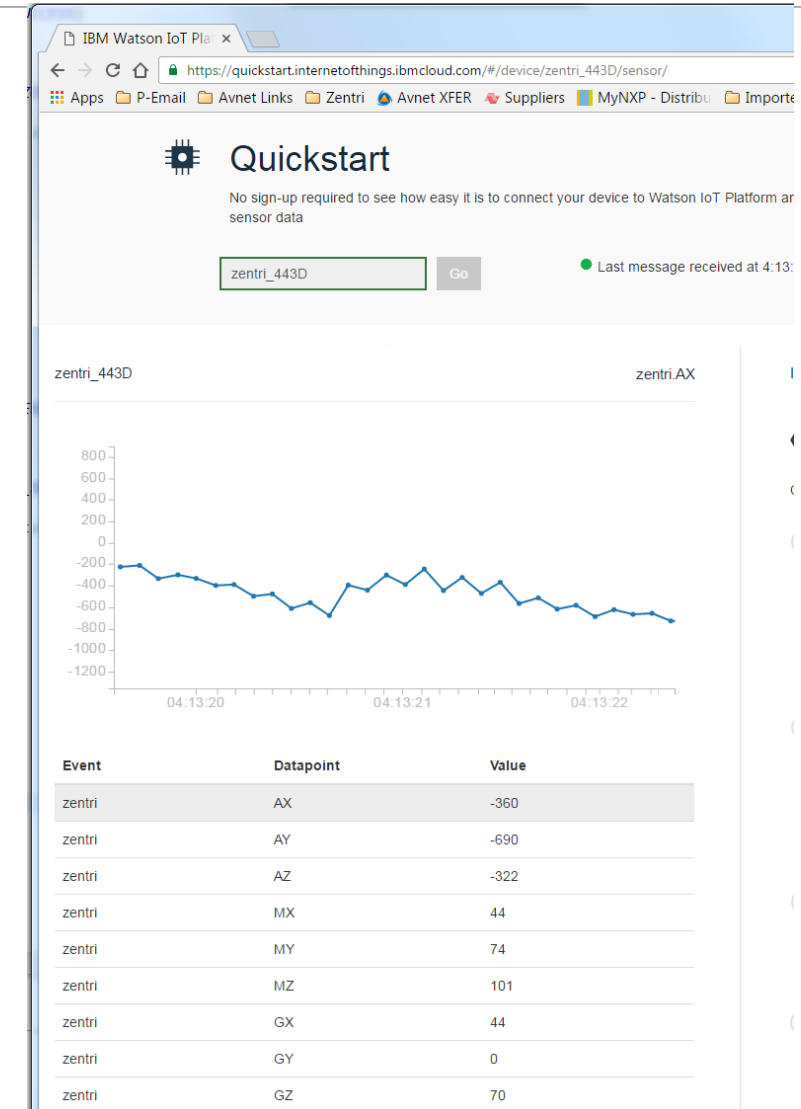 IBM Watson IoT Pla
https://quickstart.internetofthings.ibmcloud.com/#/device/zentri_443D/sensor/
Apps P-Email Avnet Links Zentri Avnet XFER Suppliers MyNXP - Distribu Importe
Quickstart
No sign-up required to see how easy it is to connect your device to Watson IoT Platform ar
sensor data
zentri_443D Go Last message received at 4:13:
zentri_443D zentri.AX
800
600
400
200
0
-200
-400
-600
-800
-1000
-1200
04:13:20 04:13:21 04:13:22
Event Datapoint Value
zentri AX -360
zentri AY -690
zentri AZ -322
zentri MX 44
zentri MY 74
zentri MZ 101
zentri GX 44
zentri GY 0
zentri GZ 70